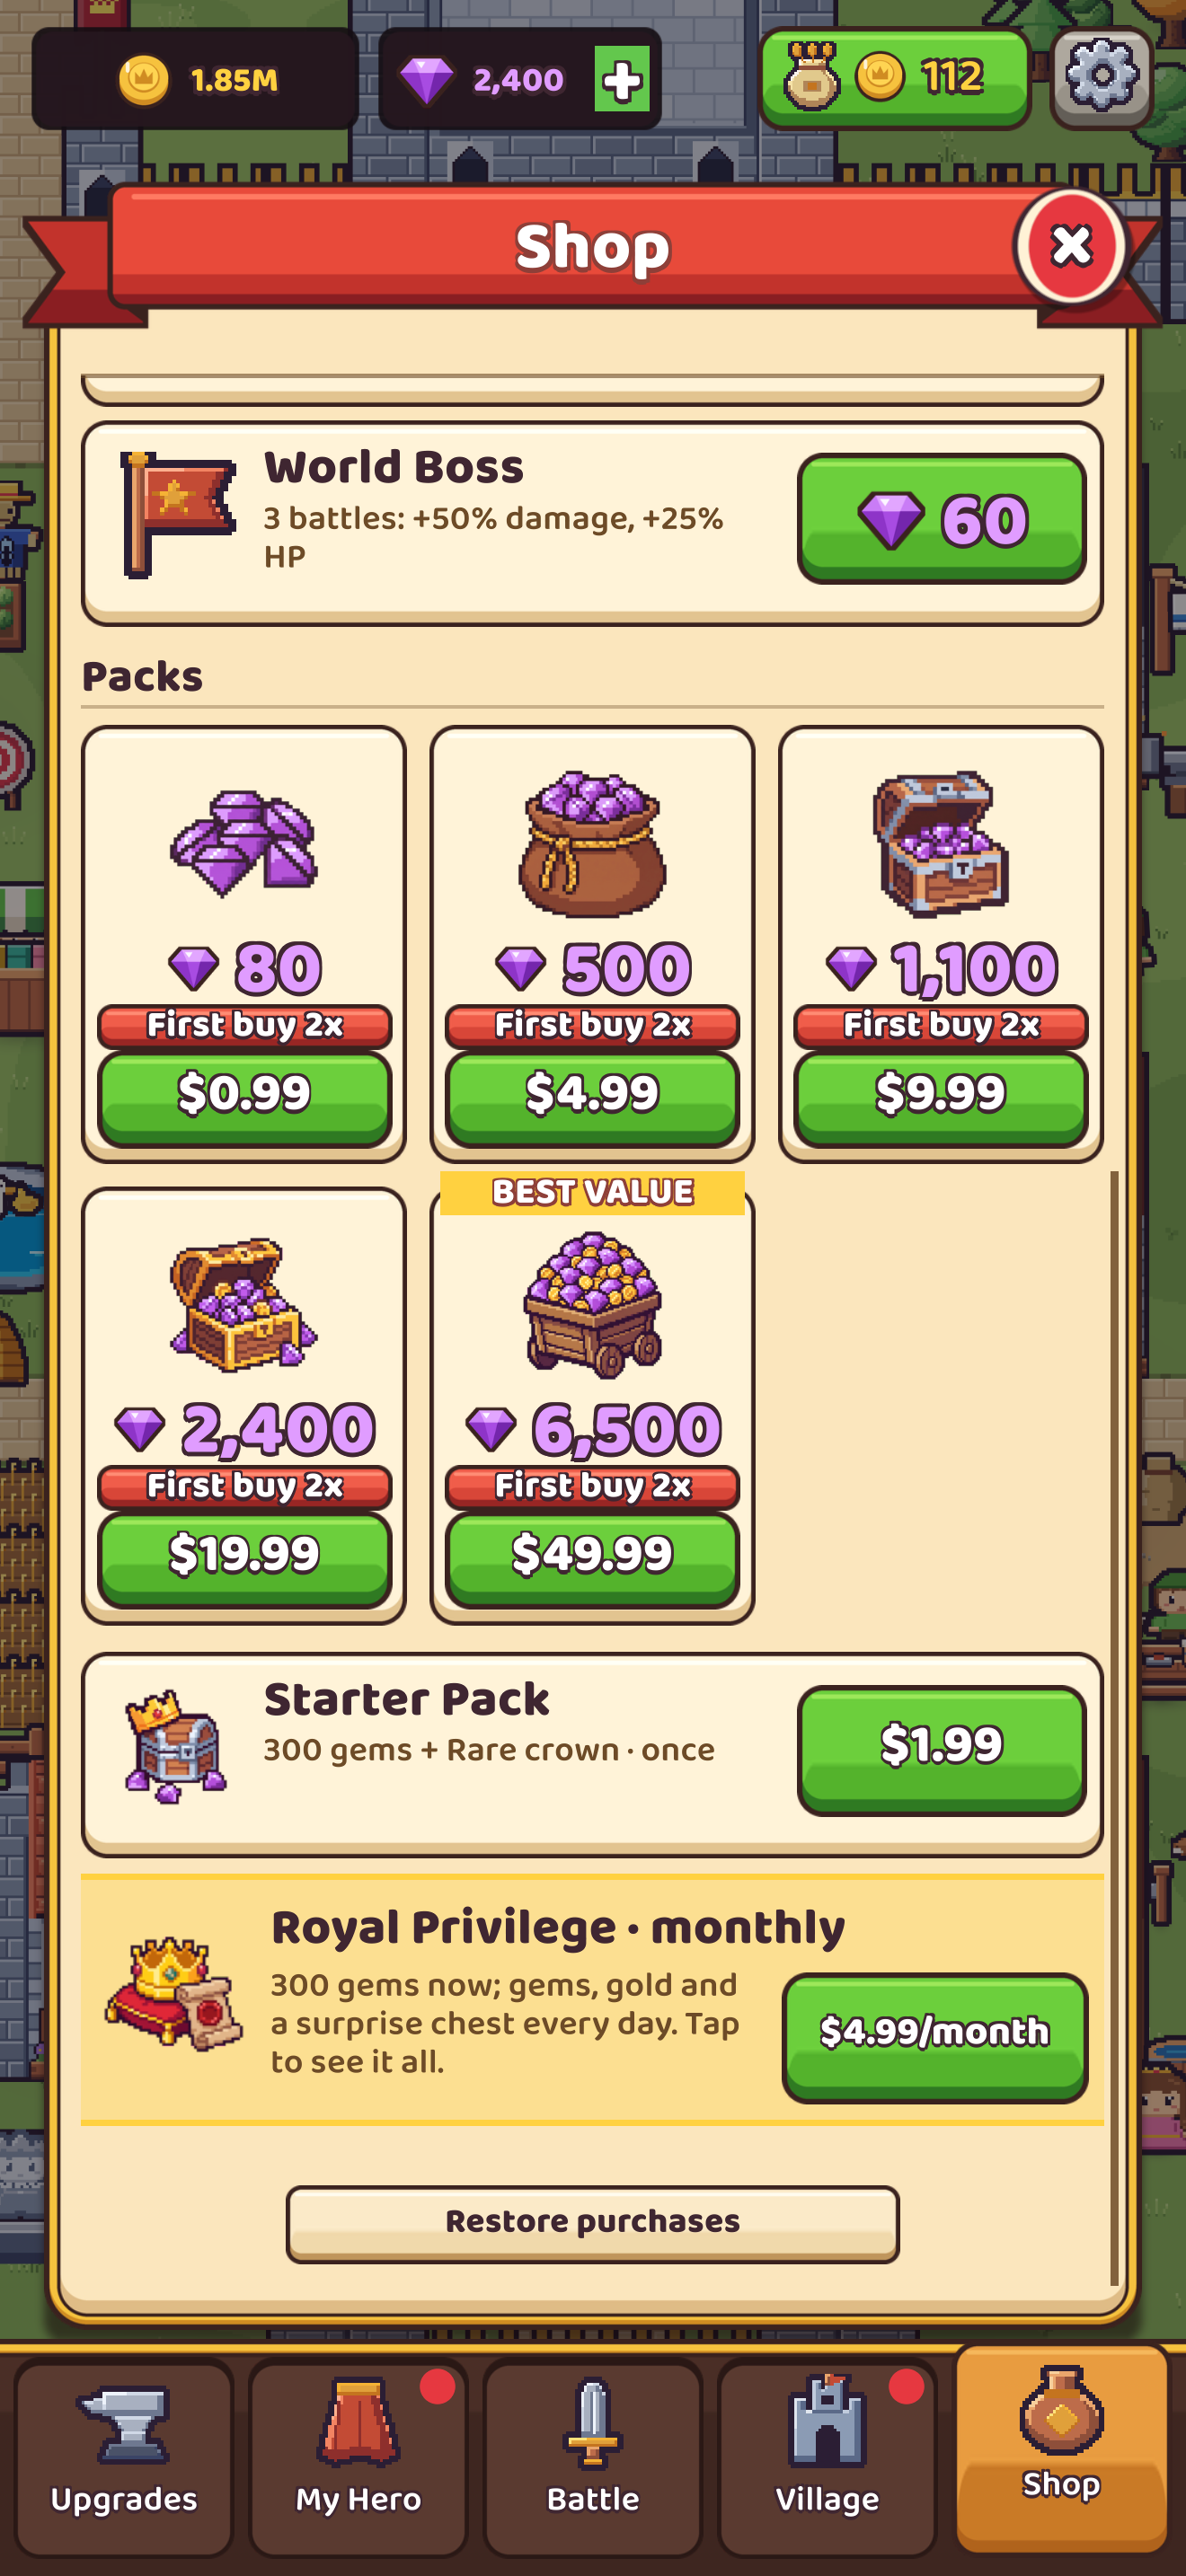 1.85M
2,400
112
Shop
World Boss
3 battles: +50% damage, +25%
HP
60
Packs
80
First buy 2x
$0.99
500
First buy 2x
$4.99
1,100
First buy 2x
$9.99
2,400
First buy 2x
$19.99
BEST VALUE
6,500
First buy 2x
$49.99
Starter Pack
300 gems + Rare crown · once
$1.99
Royal Privilege · monthly
300 gems now; gems, gold and
a surprise chest every day. Tap
to see it all.
$4.99/month
Restore purchases
Upgrades
My Hero
Battle
Village
Shop